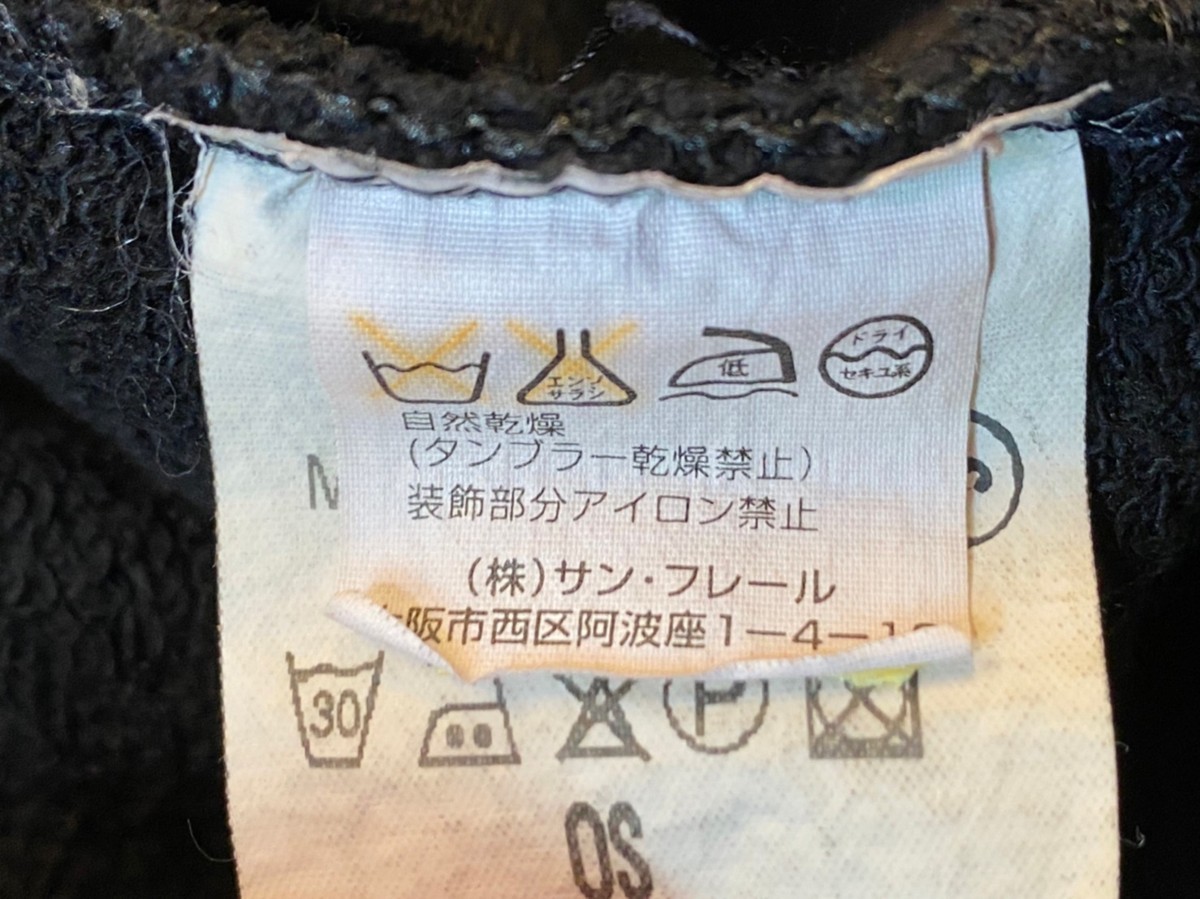 エンソ
サラシ
低
ドライ
セキユ系
自然乾燥
(タンブラー乾燥禁止)
装飾部分アイロン禁止
(株)サン・フレール
阪市西区阿波座1-4-1
30
P
OS